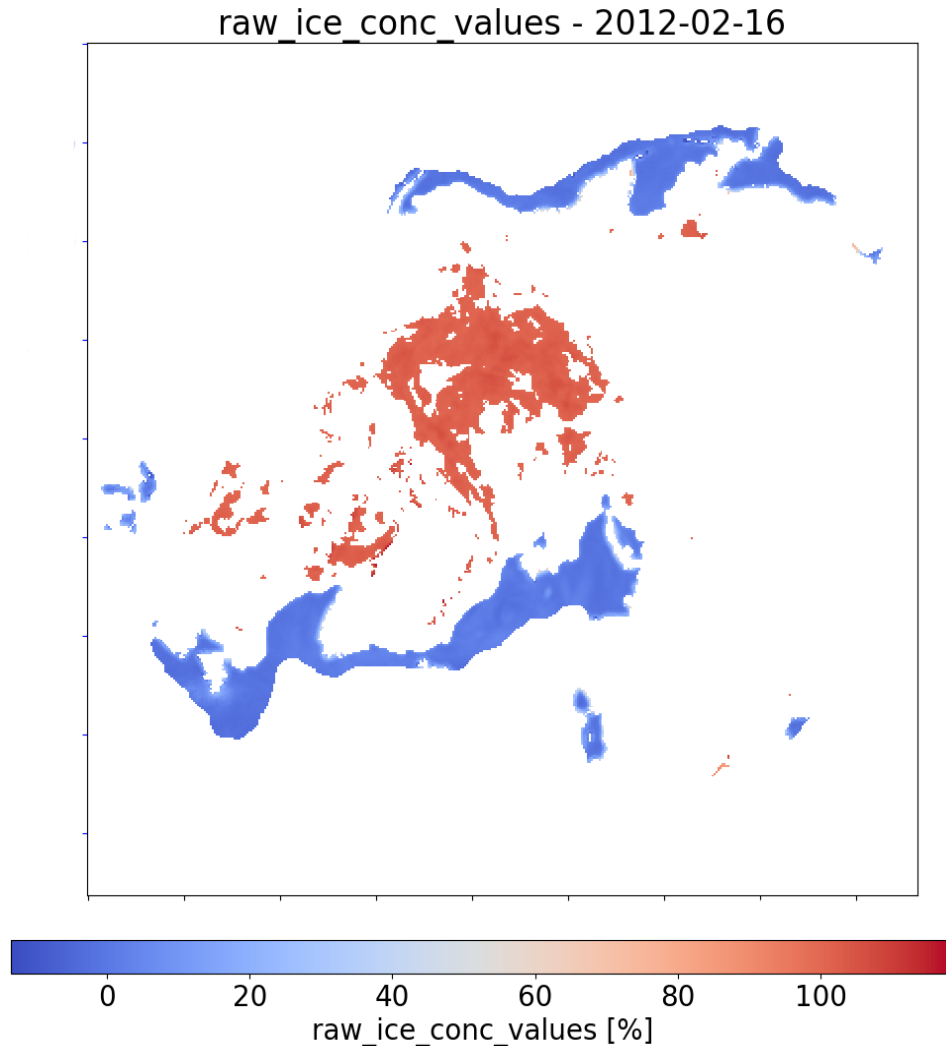 raw_ice_conc_values - 2012-02-16
0 20 40 60 80 100
raw_ice_conc_values [%]